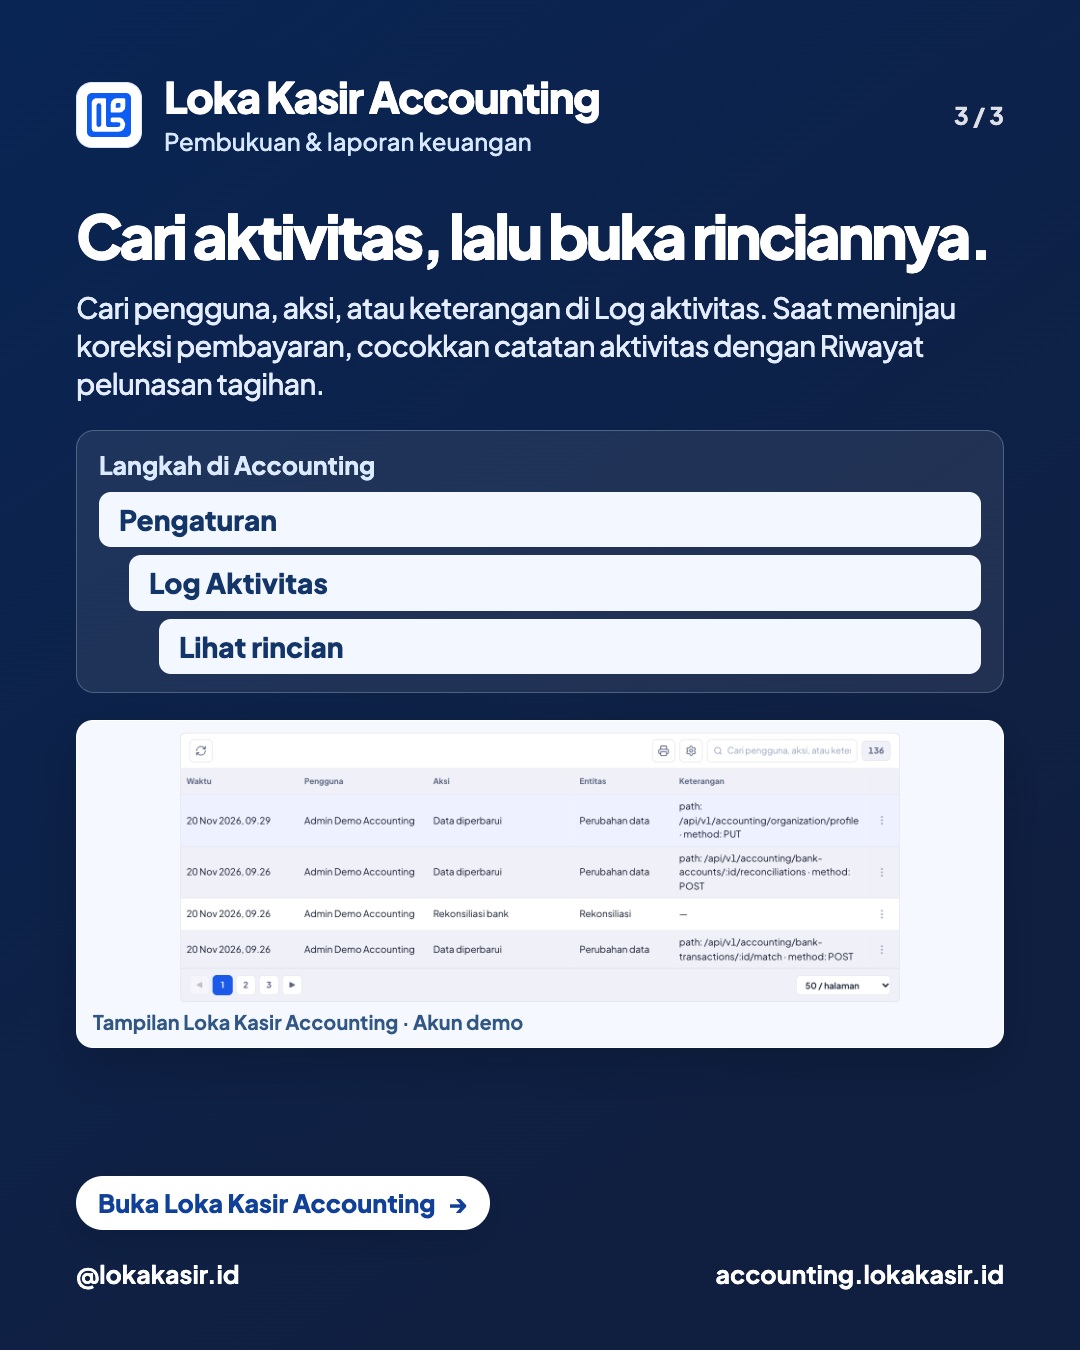 Loka Kasir Accounting
Pembukuan & laporan keuangan
3 / 3
Cari aktivitas, lalu buka rinciannya.
Cari pengguna, aksi, atau keterangan di Log aktivitas. Saat meninjau
koreksi pembayaran, cocokkan catatan aktivitas dengan Riwayat
pelunasan tagihan.
Langkah di Accounting
Pengaturan
Log Aktivitas
Lihat rincian
Cari pengguna, aksi, atau kete 136
Waktu Pengguna Aksi Entitas Keterangan
path:
20 Nov 2026, 09.29 Admin Demo Accounting Data diperbarui Perubahan data /api/v1/accounting/organization/profile
· method: PUT
path: /api/v1/accounting/bank-
20 Nov 2026, 09.26 Admin Demo Accounting Data diperbarui Perubahan data accounts/:id/reconciliations · method:
POST
20 Nov 2026, 09.26 Admin Demo Accounting Rekonsiliasi bank Rekonsiliasi —
path: /api/v1/accounting/bank-
20 Nov 2026, 09.26 Admin Demo Accounting Data diperbarui Perubahan data transactions/:id/match · method: POST
1 2 3 50 / halaman
Tampilan Loka Kasir Accounting · Akun demo
Buka Loka Kasir Accounting →
@lokakasir.id
accounting.lokakasir.id